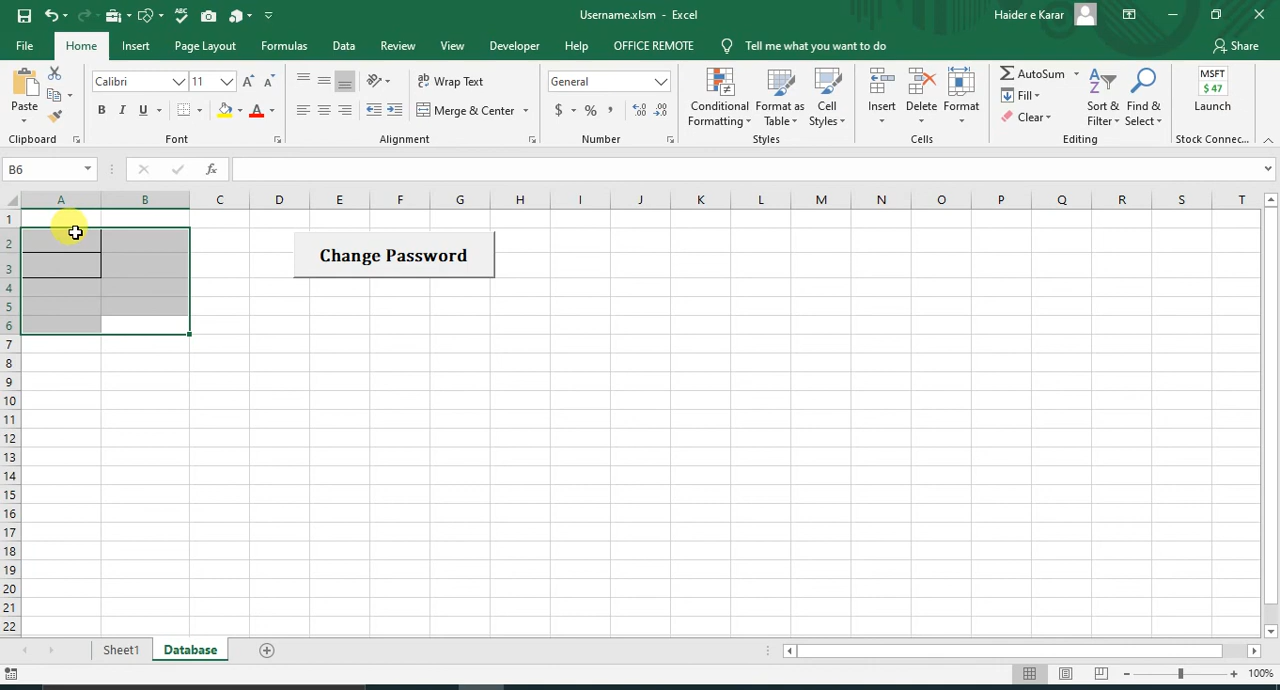 Username.xlsm - Excel
Haider e Karar
File Home Insert Page Layout Formulas Data Review View Developer Help OFFICE REMOTE Tell me what you want to do Share
Paste
Calibri 11
Wrap Text
General
AutoSum
MSFT
$ 47
Conditional Formatting
Format as Table
Cell Styles
Insert Delete Format
Fill
Clear
Sort & Filter
Find & Select
Launch
B I U
Merge & Center
$ % ,
Clipboard Font Alignment Number Styles Cells Editing Stock Connec...
B6
fx
A B C D E F G H I J K L M N O P Q R S T
1
2
Change Password
3
4
5
6
7
8
9
10
11
12
13
14
15
16
17
18
19
20
21
22
Sheet1 Database
100%